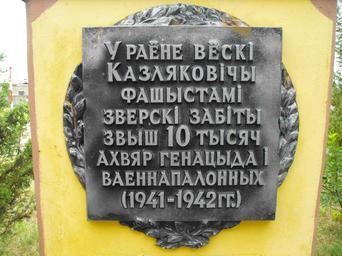 У РАЁНЕ ВЁСКІ
КАЗЛЯКОВІЧЫ
ФАШЫСТАМІ
ЗВЕРСКІ ЗАБІТЫ
ЗВЫШ 10 ТЫСЯЧ
АХВЯР ГЕНАЦЫДА І
ВАЕННАПАЛОННЫХ
(1941-1942ГГ.)